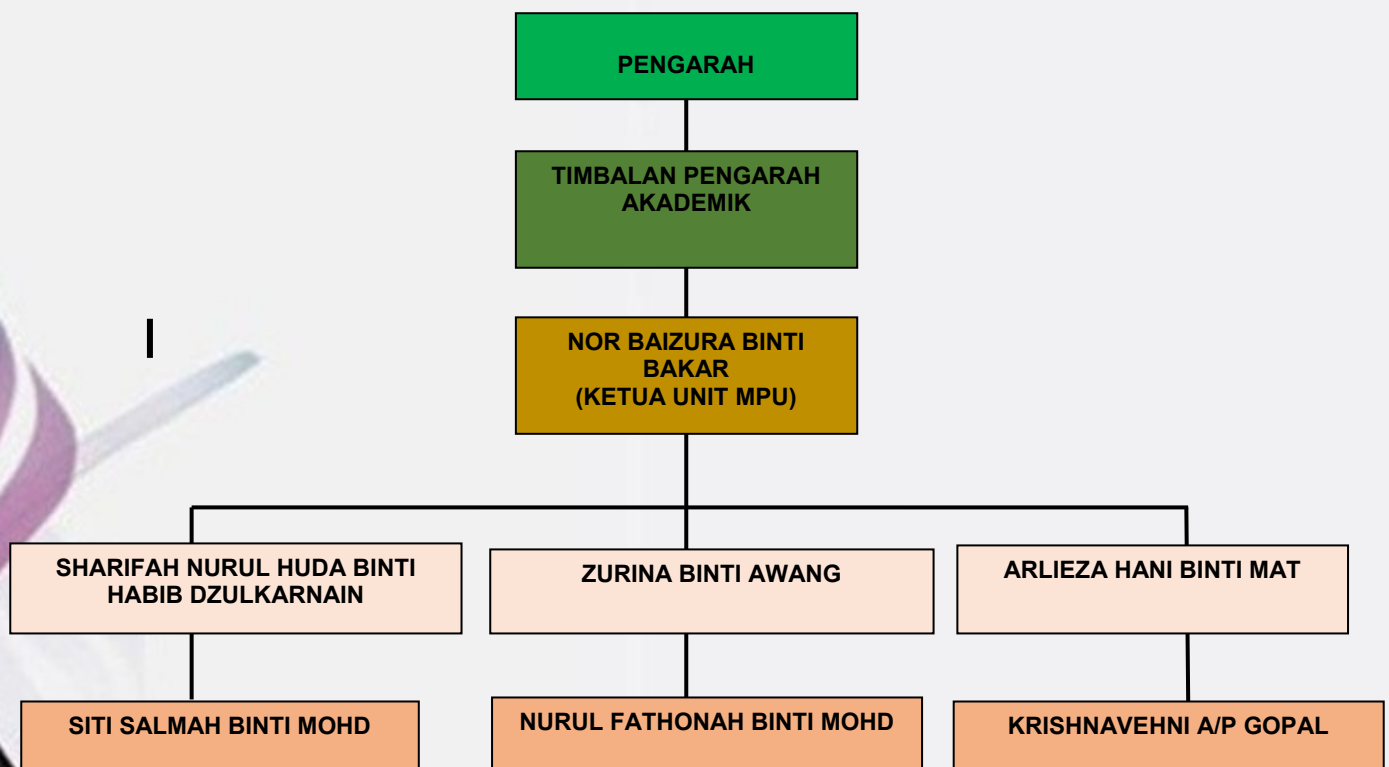 PENGARAH
TIMBALAN PENGARAH
AKADEMIK
NOR BAIZURA BINTI
BAKAR
(KETUA UNIT MPU)
SHARIFAH NURUL HUDA BINTI
HABIB DZULKARNAIN
ZURINA BINTI AWANG
ARLIEZA HANI BINTI MAT
SITI SALMAH BINTI MOHD
NURUL FATHONAH BINTI MOHD
KRISHNAVEHNI A/P GOPAL